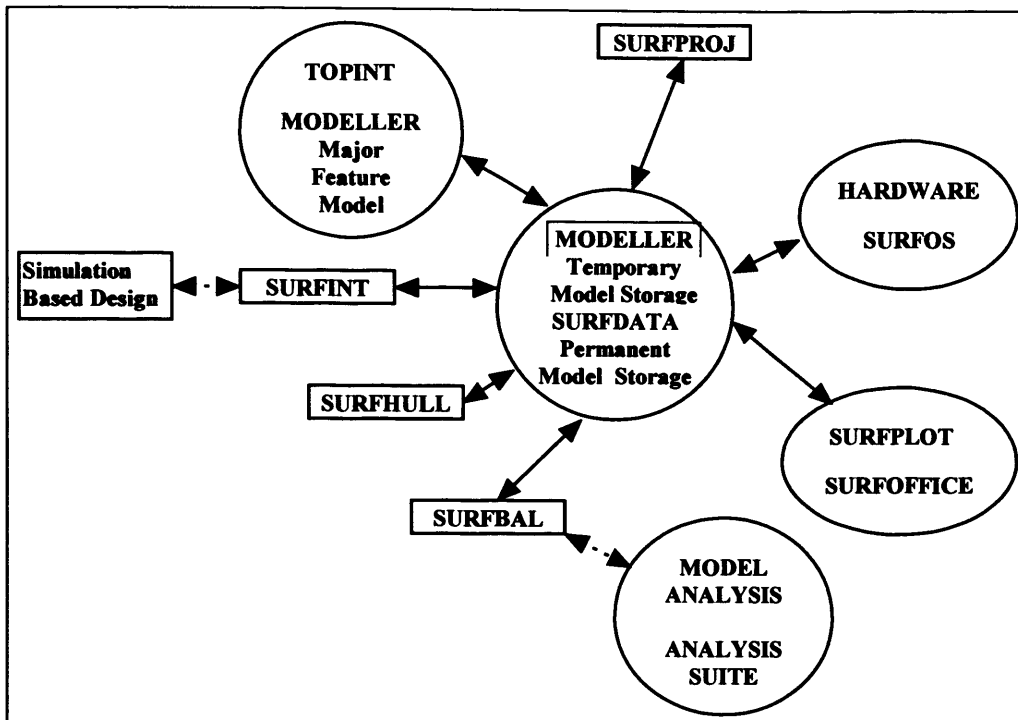 SURFPROJ
TOPINT
MODELLER
Major
Feature
Model
HARDWARE
SURFOS
MODELLER
Temporary
Model Storage
SURFDATA
Permanent
Model Storage
Simulation
Based Design
SURFINT
SURFHULL
SURFPLOT
SURFOFFICE
SURFBAL
MODEL
ANALYSIS
ANALYSIS
SUITE